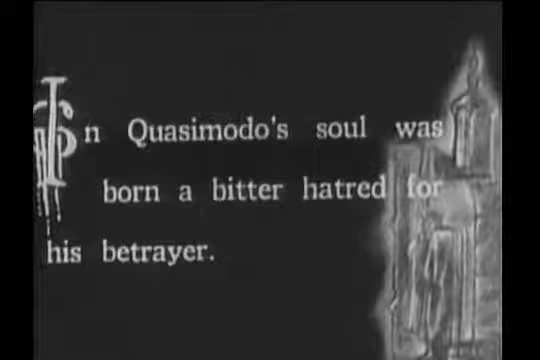 In Quasimodo's soul was
born a bitter hatred for
his betrayer.